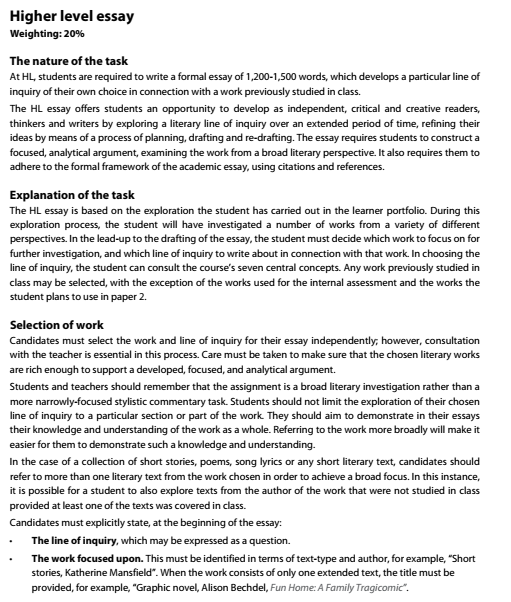 Higher level essay
Weighting: 20%
The nature of the task
At HL, students are required to write a formal essay of 1,200-1,500 words, which develops a particular line of
inquiry of their own choice in connection with a work previously studied in class.
The HL essay offers students an opportunity to develop as independent, critical and creative readers,
thinkers and writers by exploring a literary line of inquiry over an extended period of time, refining their
ideas by means of a process of planning, drafting and re-drafting. The essay requires students to construct a
focused, analytical argument, examining the work from a broad literary perspective. It also requires them to
adhere to the formal framework of the academic essay, using citations and references.
Explanation of the task
The HL essay is based on the exploration the student has carried out in the learner portfolio. During this
exploration process, the student will have investigated a number of works from a variety of different
perspectives. In the lead-up to the drafting of the essay, the student must decide which work to focus on for
further investigation, and which line of inquiry to write about in connection with that work. In choosing the
line of inquiry, the student can consult the course's seven central concepts. Any work previously studied in
class may be selected, with the exception of the works used for the internal assessment and the works the
student plans to use in paper 2.
Selection of work
Candidates must select the work and line of inquiry for their essay independently; however, consultation
with the teacher is essential in this process. Care must be taken to make sure that the chosen literary works
are rich enough to support a developed, focused, and analytical argument.
Students and teachers should remember that the assignment is a broad literary investigation rather than a
more narrowly-focused stylistic commentary task. Students should not limit the exploration of their chosen
line of inquiry to a particular section or part of the work. They should aim to demonstrate in their essays
their knowledge and understanding of the work as a whole. Referring to the work more broadly will make it
easier for them to demonstrate such a knowledge and understanding.
In the case of a collection of short stories, poems, song lyrics or any short literary text, candidates should
refer to more than one literary text from the work chosen in order to achieve a broad focus. In this instance,
it is possible for a student to also explore texts from the author of the work that were not studied in class
provided at least one of the texts was covered in class.
Candidates must explicitly state, at the beginning of the essay:
• The line of inquiry, which may be expressed as a question.
• The work focused upon. This must be identified in terms of text-type and author, for example, "Short
stories, Katherine Mansfield". When the work consists of only one extended text, the title must be
provided, for example, "Graphic novel, Alison Bechdel, Fun Home: A Family Tragicomic".